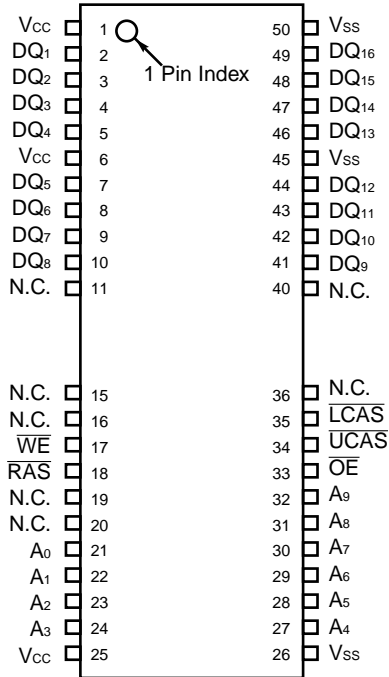 VCC 1 50 VSS
DQ1 2 49 DQ16
1 Pin Index
DQ2 3 48 DQ15
DQ3 4 47 DQ14
DQ4 5 46 DQ13
VCC 6 45 VSS
DQ5 7 44 DQ12
DQ6 8 43 DQ11
DQ7 9 42 DQ10
DQ8 10 41 DQ9
N.C. 11 40 N.C.
N.C. 15 36 N.C.
N.C. 16 35 LCAS
WE 17 34 UCAS
RAS 18 33 OE
N.C. 19 32 A9
N.C. 20 31 A8
A0 21 30 A7
A1 22 29 A6
A2 23 28 A5
A3 24 27 A4
VCC 25 26 VSS